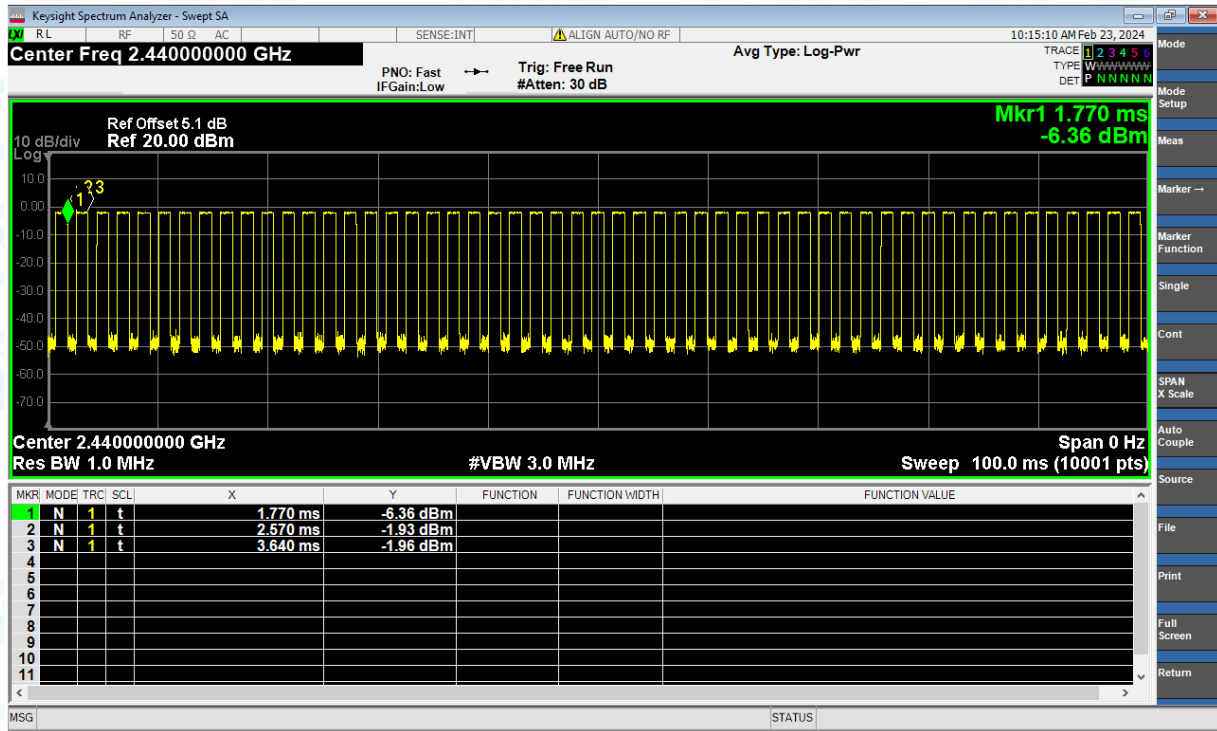 Keysight Spectrum Analyzer - Swept SA
LXI RL RF 50 Ω AC SENSE:INT ALIGN AUTO/NO RF 10:15:10 AM Feb 23, 2024
Center Freq 2.440000000 GHz
Avg Type: Log-Pwr
TRACE 1 2 3 4 5 6
TYPE WWWWWW
DET P N N N N N
PNO: Fast
IFGain:Low
Trig: Free Run
#Atten: 30 dB
Mkr1 1.770 ms
-6.36 dBm
Ref Offset 5.1 dB
10 dB/div Ref 20.00 dBm
Log
10.0
0.00
-10.0
-20.0
-30.0
-40.0
-50.0
-60.0
-70.0
1
3
Center 2.440000000 GHz Span 0 Hz
Res BW 1.0 MHz #VBW 3.0 MHz Sweep 100.0 ms (10001 pts)
MKR MODE TRC SCL X Y FUNCTION FUNCTION WIDTH FUNCTION VALUE
1 N 1 t 1.770 ms -6.36 dBm
2 N 1 t 2.570 ms -1.93 dBm
3 N 1 t 3.640 ms -1.96 dBm
4
5
6
7
8
9
10
11
MSG STATUS
Mode
Mode
Setup
Meas
Marker →
Marker
Function
Single
Cont
SPAN
X Scale
Auto
Couple
Source
File
Print
Full
Screen
Return